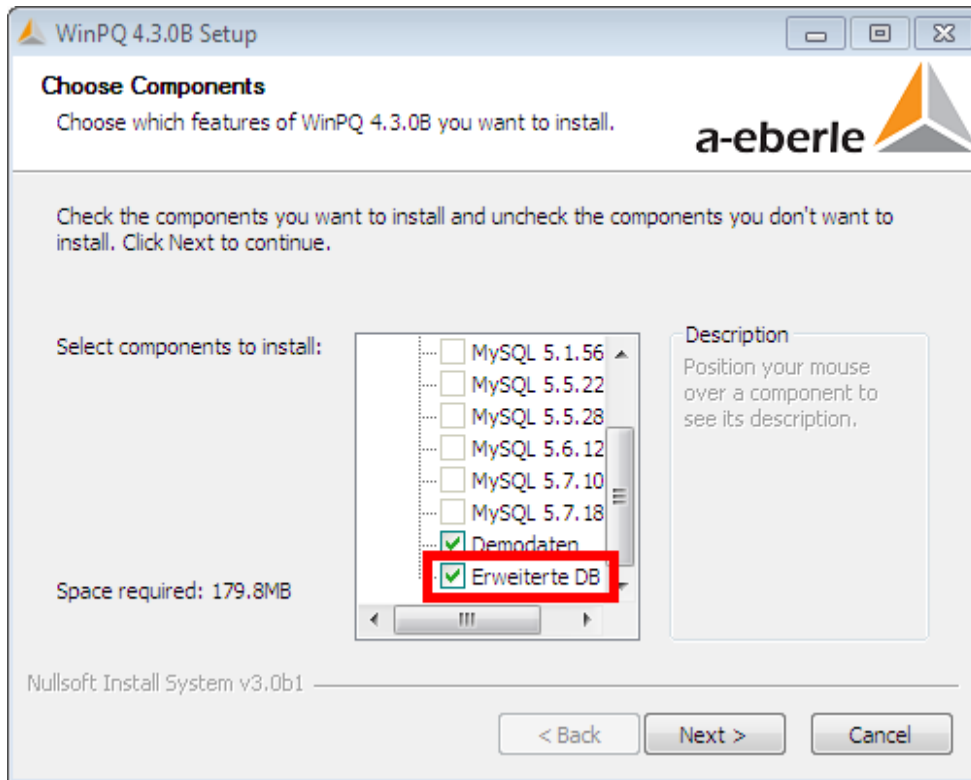 WinPQ 4.3.0B Setup
Choose Components
Choose which features of WinPQ 4.3.0B you want to install.
a-eberle
Check the components you want to install and uncheck the components you don't want to
install. Click Next to continue.
Select components to install:
MySQL 5.1.56
MySQL 5.5.22
MySQL 5.5.28
MySQL 5.6.12
MySQL 5.7.10
MySQL 5.7.18
Demodaten
Erweiterte DB
Description
Position your mouse
over a component to
see its description.
Space required: 179.8MB
Nullsoft Install System v3.0b1
< Back
Next >
Cancel